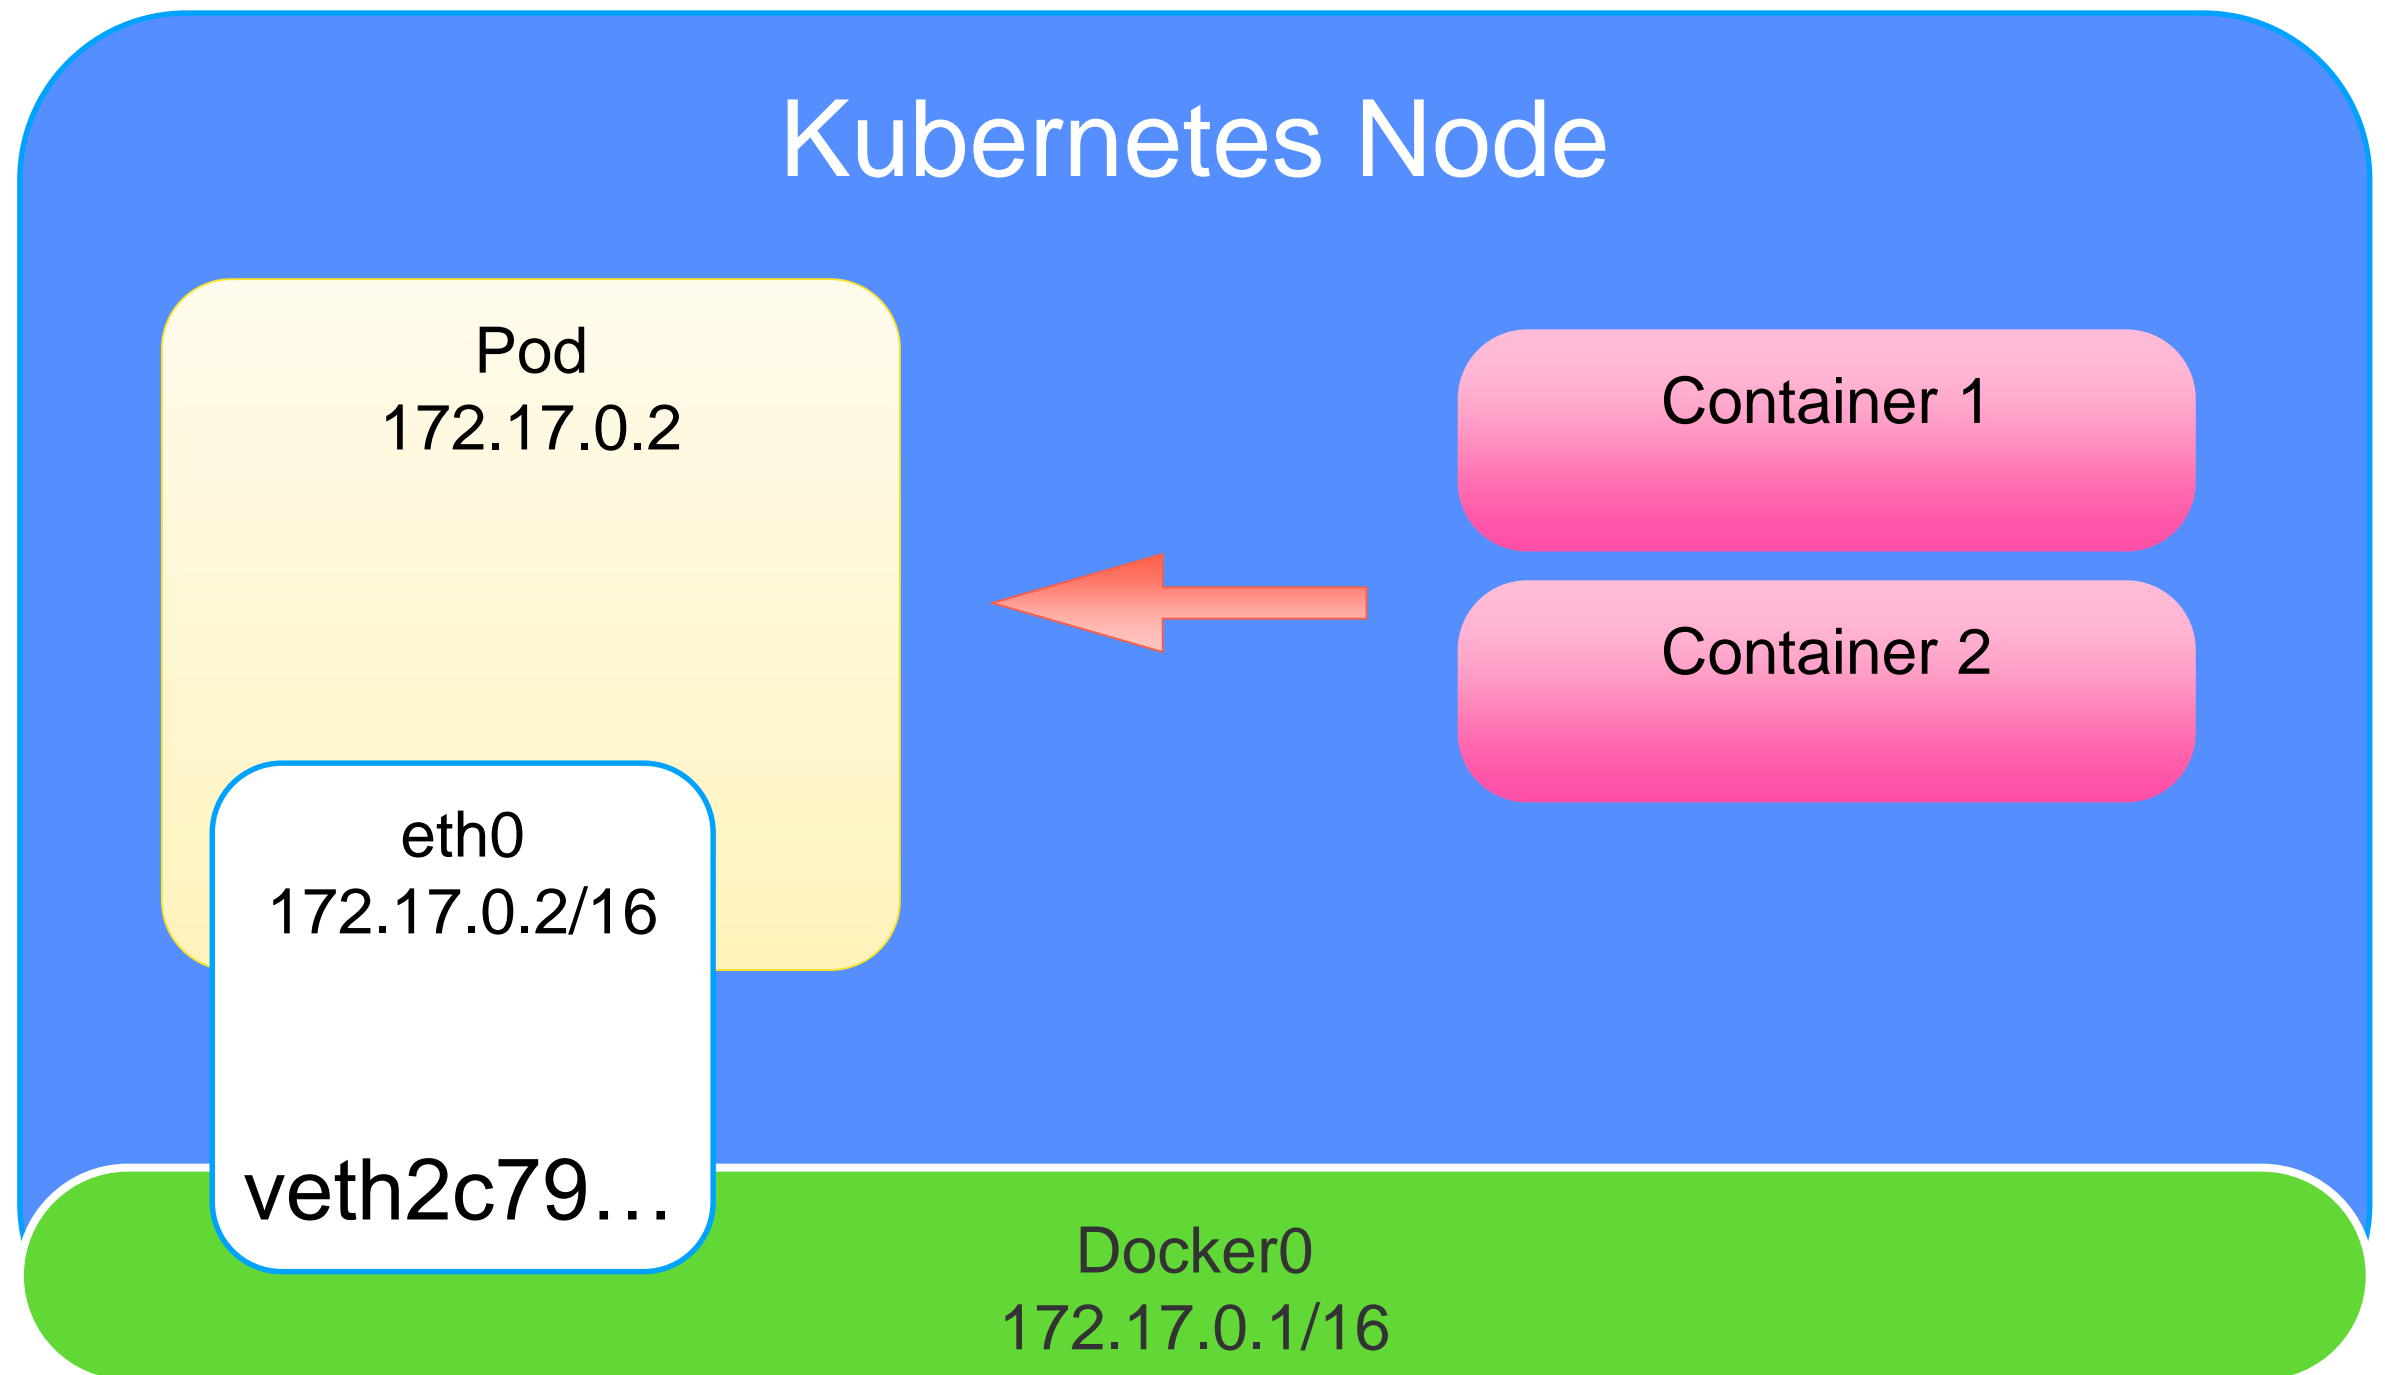 Kubernetes Node
Pod
172.17.0.2
Container 1
Container 2
eth0
172.17.0.2/16
veth2c79…
Docker0
172.17.0.1/16